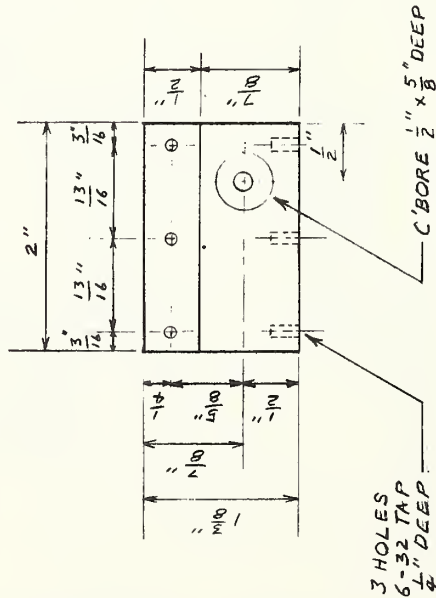 2"
3/16" 13/16" 13/16" 3/16"
1/2"
7/8"
1/4
5/8"
1/2"
7/8"
1 3/8"
1/2"
C'BORE 1/2" x 5/8" DEEP
3 HOLES
6-32 TAP
1/4" DEEP